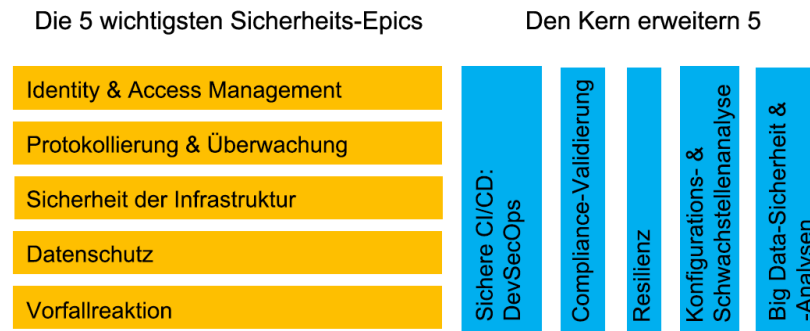 Die 5 wichtigsten Sicherheits-Epics
Den Kern erweitern 5
Identity & Access Management
Protokollierung & Überwachung
Sicherheit der Infrastruktur
Datenschutz
Vorfallreaktion
Sichere CI/CD:
DevSecOps
Compliance-Validierung
Resilienz
Konfigurations- &
Schwachstellenanalyse
Big Data-Sicherheit &
-Analysen